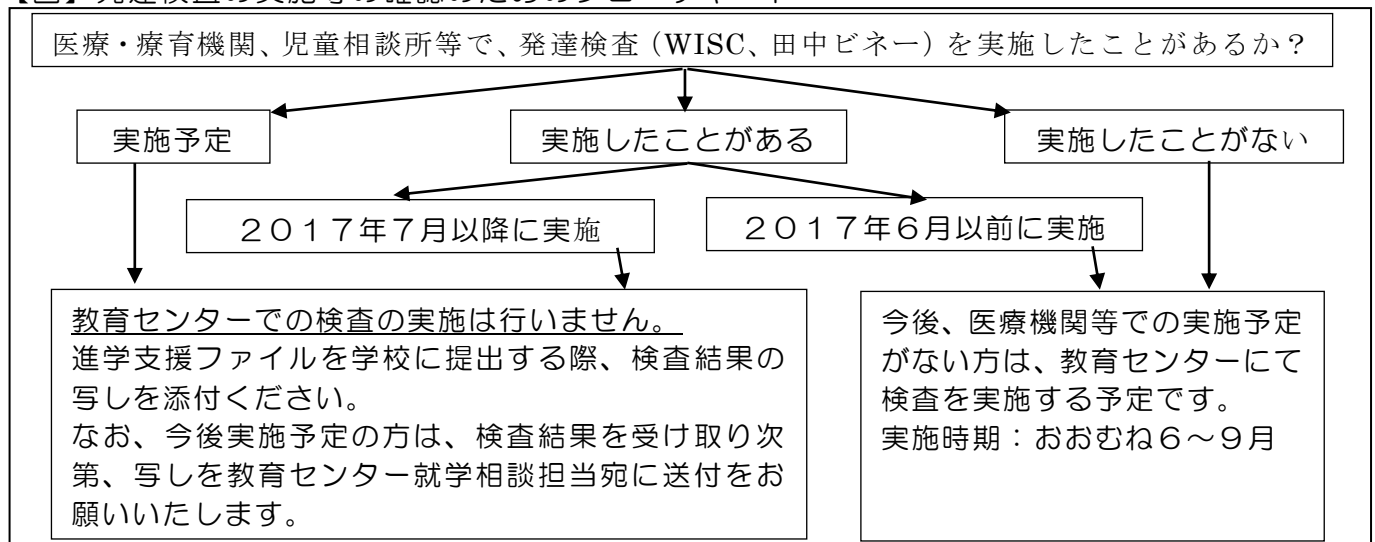 医療・療育機関、児童相談所等で、発達検査（WISC、田中ビネー）を実施したことがあるか？
実施予定
実施したことがある
実施したことがない
２０１７年７月以降に実施
２０１７年６月以前に実施
教育センターでの検査の実施は行いません。
進学支援ファイルを学校に提出する際、検査結果の
写しを添付ください。
なお、今後実施予定の方は、検査結果を受け取り次
第、写しを教育センター就学相談担当宛に送付をお
願いいたします。
今後、医療機関等での実施予定
がない方は、教育センターにて
検査を実施する予定です。
実施時期：おおむね６～９月